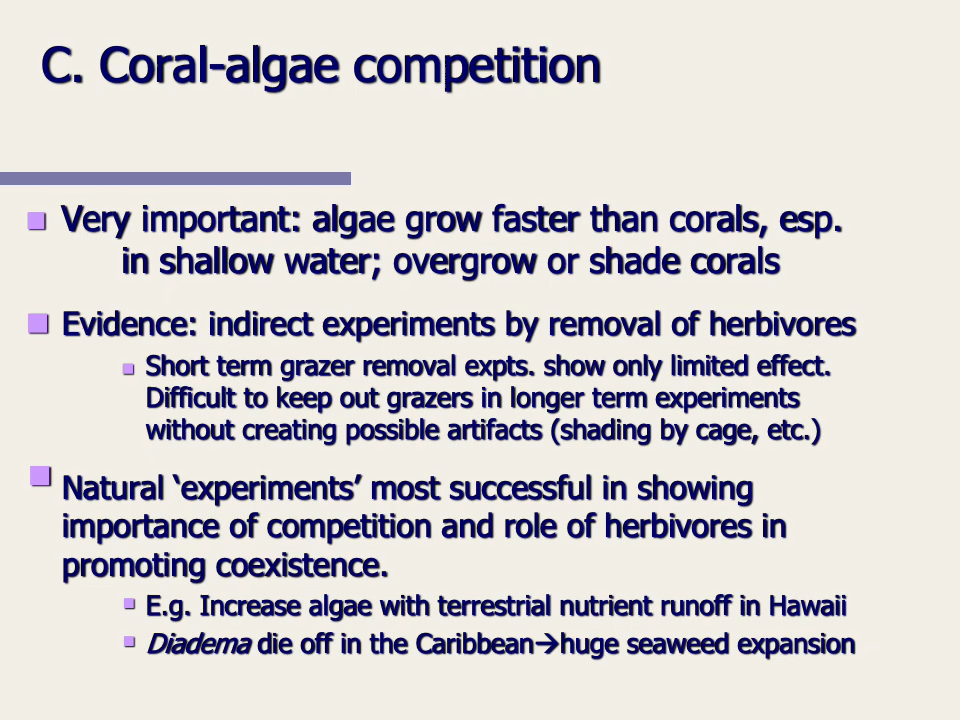 C. Coral-algae competition
Very important: algae grow faster than corals, esp.
in shallow water; overgrow or shade corals
Evidence: indirect experiments by removal of herbivores
Short term grazer removal expts. show only limited effect.
Difficult to keep out grazers in longer term experiments
without creating possible artifacts (shading by cage, etc.)
Natural ‘experiments’ most successful in showing
importance of competition and role of herbivores in
promoting coexistence.
E.g. Increase algae with terrestrial nutrient runoff in Hawaii
Diadema die off in the Caribbean→huge seaweed expansion